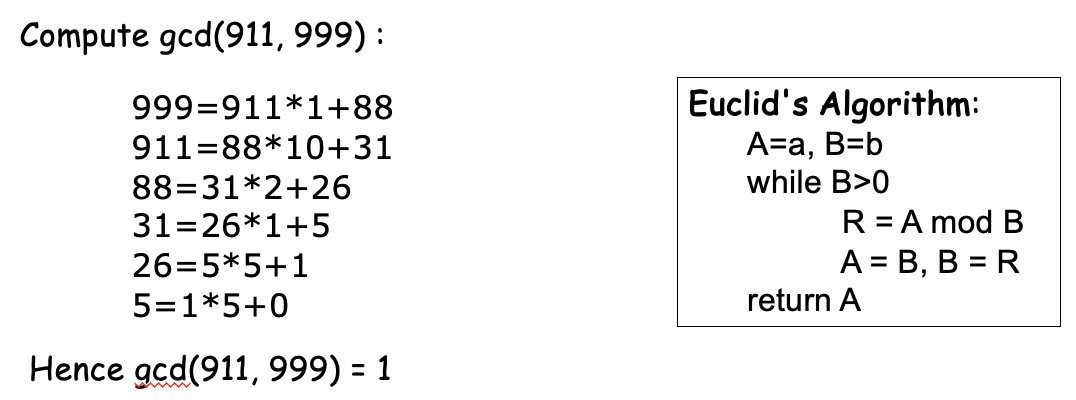 Compute gcd(911, 999) :
999=911*1+88
911=88*10+31
88=31*2+26
31=26*1+5
26=5*5+1
5=1*5+0
Hence gcd(911, 999) = 1
Euclid's Algorithm:
A=a, B=b
while B>0
R = A mod B
A = B, B = R
return A